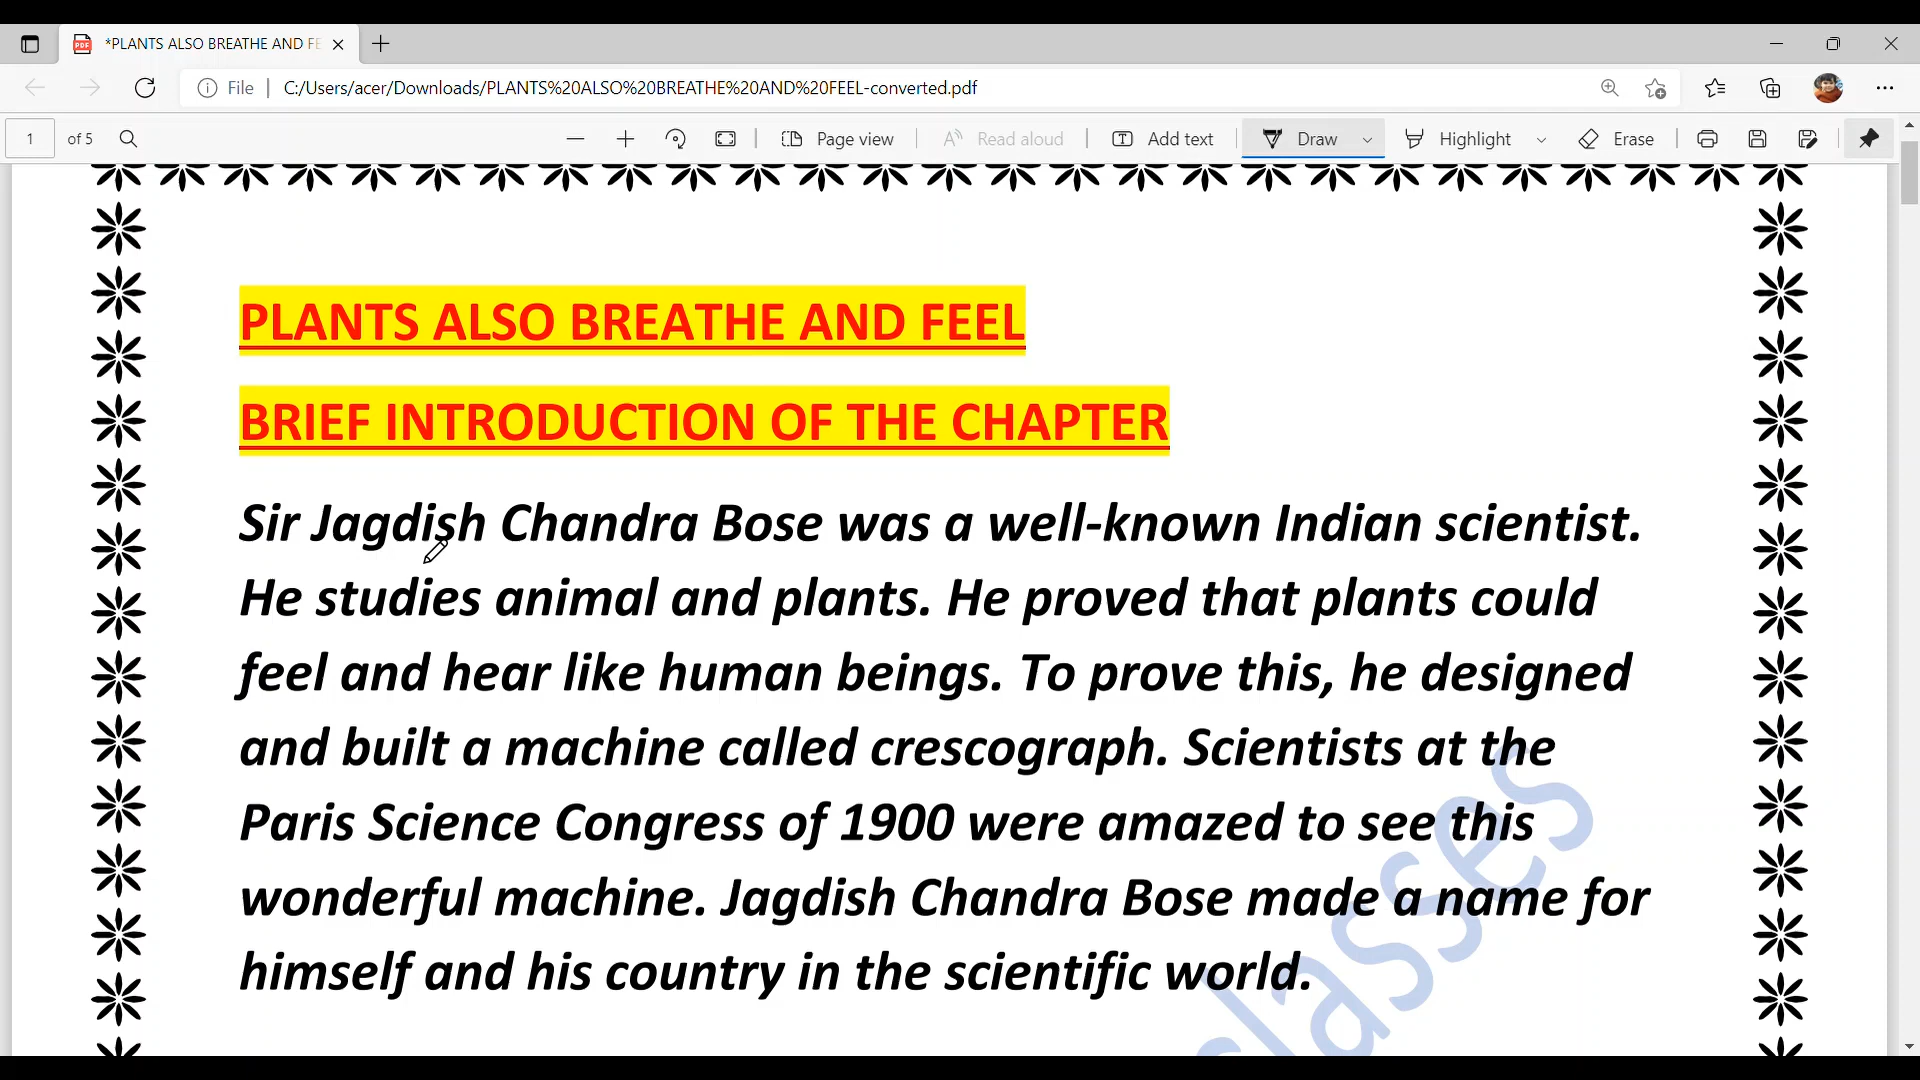 *PLANTS ALSO BREATHE AND FE
File
C:/Users/acer/Downloads/PLANTS%20ALSO%20BREATHE%20AND%20FEEL-converted.pdf
1 of 5 Page view Read aloud Add text Draw Highlight Erase
PLANTS ALSO BREATHE AND FEEL
BRIEF INTRODUCTION OF THE CHAPTER
Sir Jagdish Chandra Bose was a well-known Indian scientist.
He studies animal and plants. He proved that plants could
feel and hear like human beings. To prove this, he designed
and built a machine called crescograph. Scientists at the
Paris Science Congress of 1900 were amazed to see this
wonderful machine. Jagdish Chandra Bose made a name for
himself and his country in the scientific world.
lasses